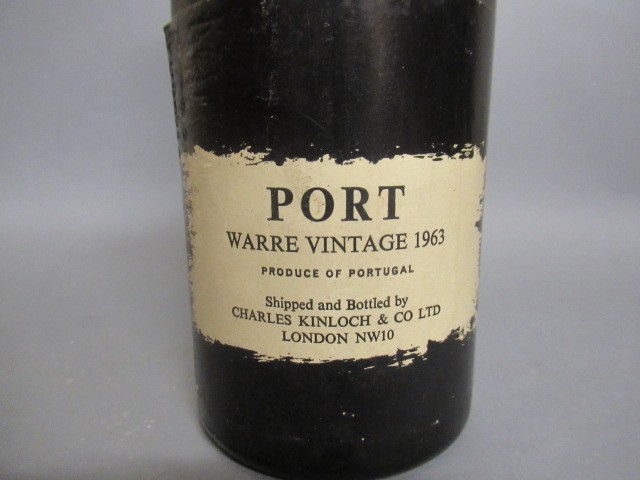 PORT
WARRE VINTAGE 1963
PRODUCE OF PORTUGAL
Shipped and Bottled by
CHARLES KINLOCH & CO LTD
LONDON NW10